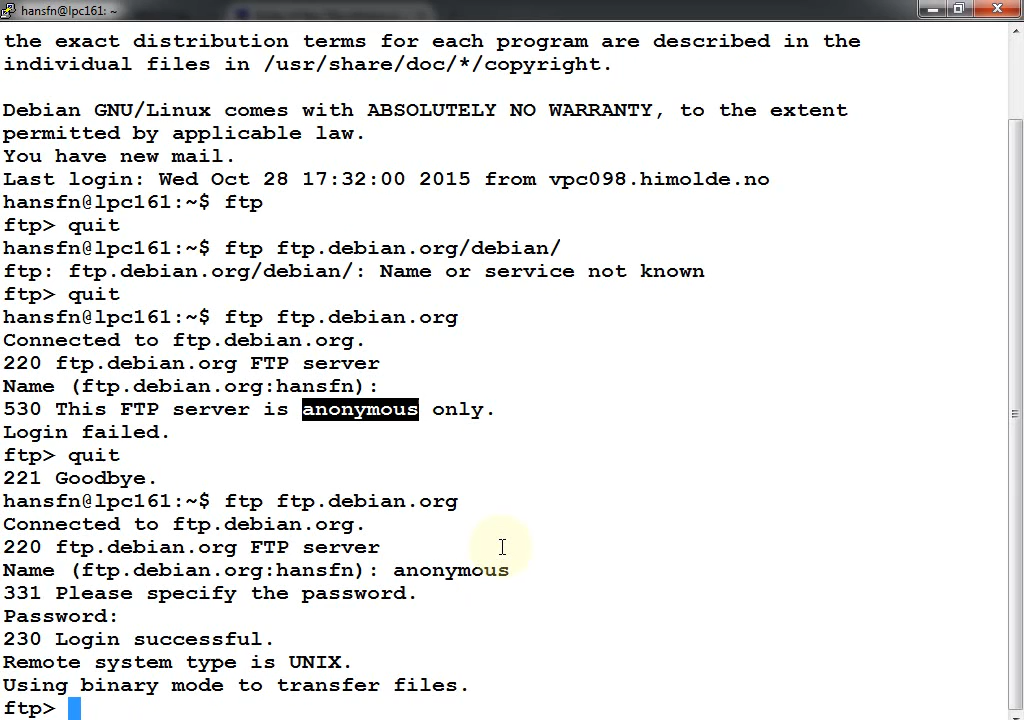 hansfn@lpc161: ~
the exact distribution terms for each program are described in the
individual files in /usr/share/doc/*/copyright.
Debian GNU/Linux comes with ABSOLUTELY NO WARRANTY, to the extent
permitted by applicable law.
You have new mail.
Last login: Wed Oct 28 17:32:00 2015 from vpc098.himolde.no
hansfn@lpc161:~$ ftp
ftp> quit
hansfn@lpc161:~$ ftp ftp.debian.org/debian/
ftp: ftp.debian.org/debian/: Name or service not known
ftp> quit
hansfn@lpc161:~$ ftp ftp.debian.org
Connected to ftp.debian.org.
220 ftp.debian.org FTP server
Name (ftp.debian.org:hansfn):
530 This FTP server is anonymous only.
Login failed.
ftp> quit
221 Goodbye.
hansfn@lpc161:~$ ftp ftp.debian.org
Connected to ftp.debian.org.
220 ftp.debian.org FTP server
Name (ftp.debian.org:hansfn): anonymous
331 Please specify the password.
Password:
230 Login successful.
Remote system type is UNIX.
Using binary mode to transfer files.
ftp>